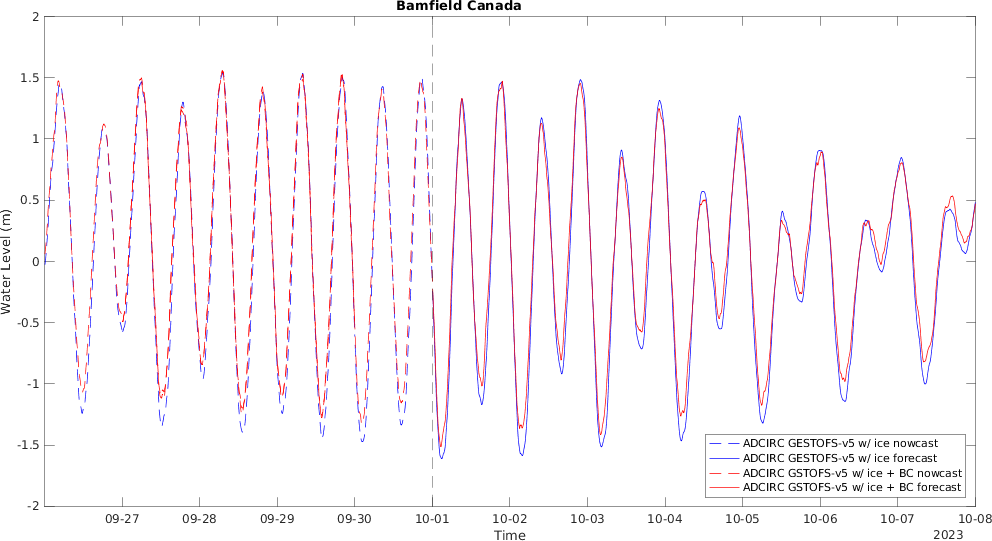 Bamfield Canada
2
1.5
1
0.5
0
-0.5
-1
-1.5
-2
Water Level (m)
ADCIRC GESTOFS-v5 w/ ice nowcast
ADCIRC GESTOFS-v5 w/ ice forecast
ADCIRC GSTOFS-v5 w/ ice + BC nowcast
ADCIRC GSTOFS-v5 w/ ice + BC forecast
09-27 09-28 09-29 09-30 10-01 10-02 10-03 10-04 10-05 10-06 10-07 10-08
Time
2023